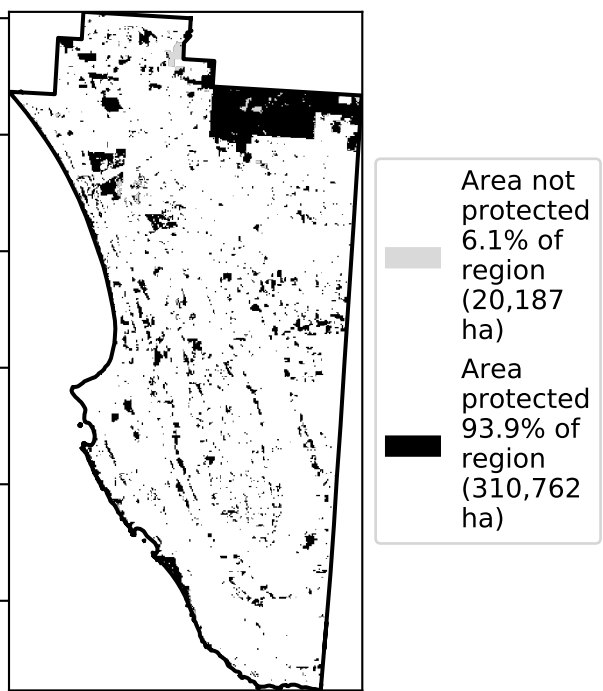 Area not
protected
6.1% of
region
(20,187
ha)
Area
protected
93.9% of
region
(310,762
ha)